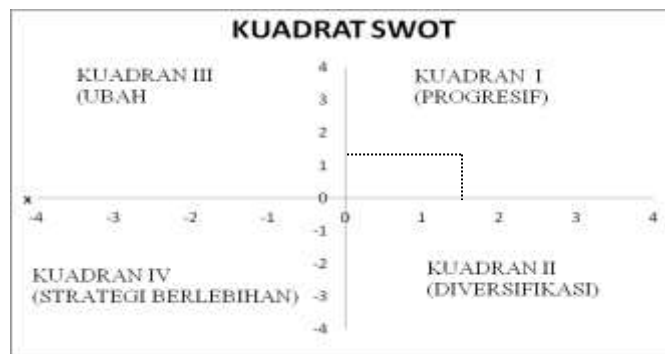 KUADRAT SWOT
KUADRAN III
(UBAH
KUADRAN I
(PROGRESIF)
4
3
2
1
0
-1
-2
-3
-4
x
-4 -3 -2 -1 0 1 2 3 4
KUADRAN IV
(STRATEGI BERLEBIHAN)
KUADRAN II
(DIVERSIFIKASI)